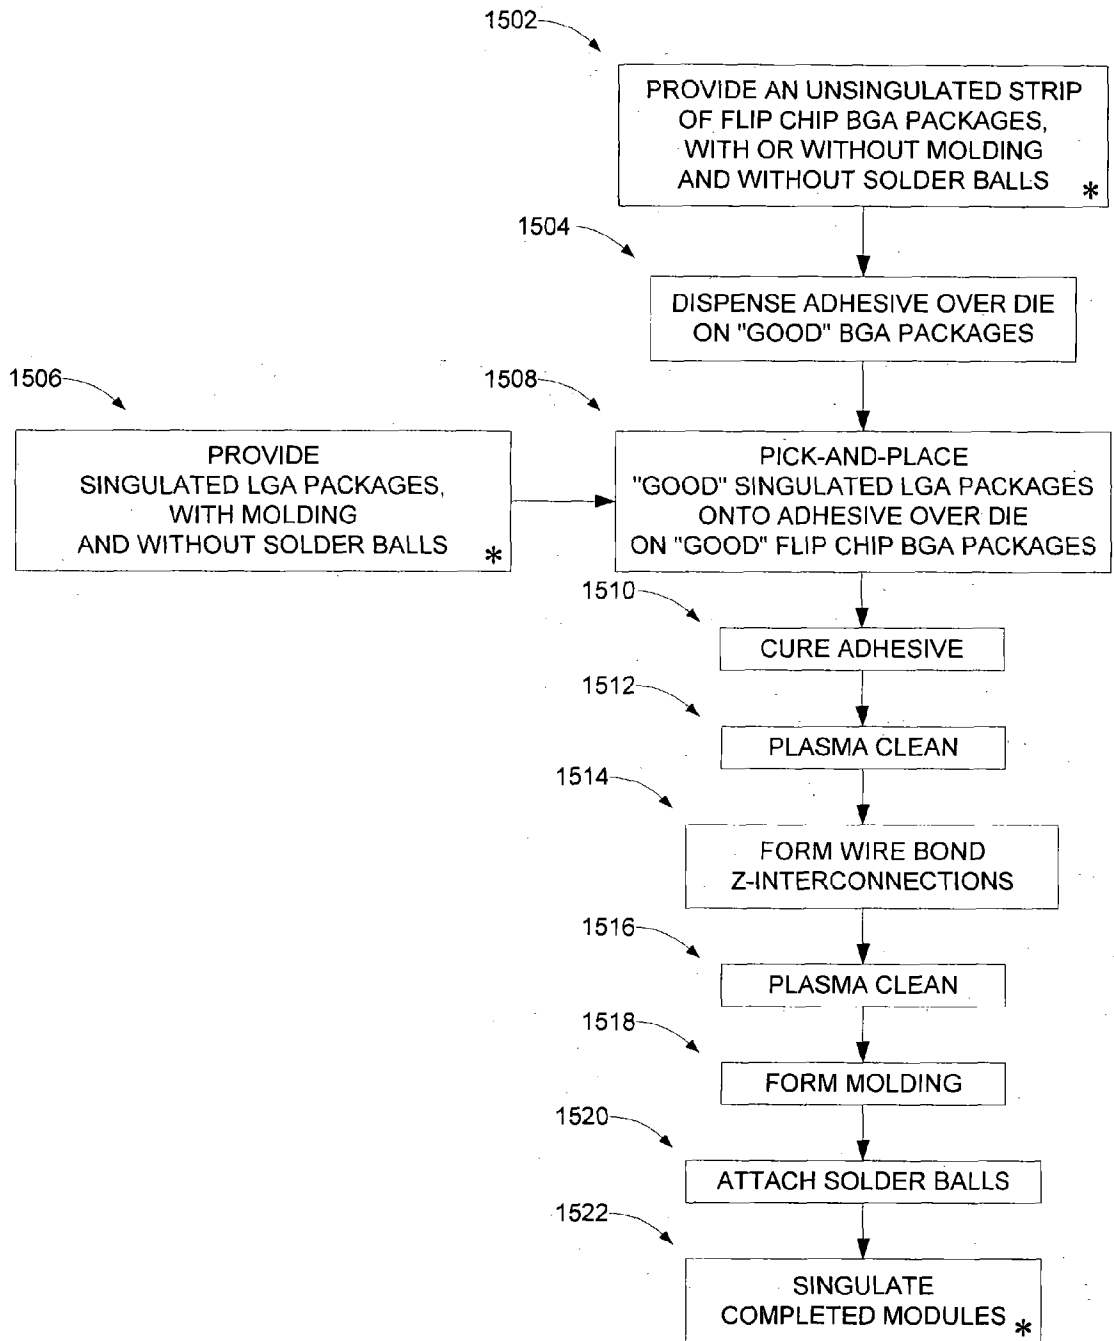 1502
PROVIDE AN UNSINGULATED STRIP
OF FLIP CHIP BGA PACKAGES,
WITH OR WITHOUT MOLDING
AND WITHOUT SOLDER BALLS *
1504
DISPENSE ADHESIVE OVER DIE
ON "GOOD" BGA PACKAGES
1506
PROVIDE
SINGULATED LGA PACKAGES,
WITH MOLDING
AND WITHOUT SOLDER BALLS *
1508
PICK-AND-PLACE
"GOOD" SINGULATED LGA PACKAGES
ONTO ADHESIVE OVER DIE
ON "GOOD" FLIP CHIP BGA PACKAGES
1510
CURE ADHESIVE
1512
PLASMA CLEAN
1514
FORM WIRE BOND
Z-INTERCONNECTIONS
1516
PLASMA CLEAN
1518
FORM MOLDING
1520
ATTACH SOLDER BALLS
1522
SINGULATE
COMPLETED MODULES *